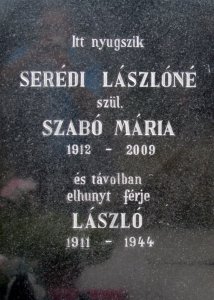 Itt nyugszik
SERÉDI LÁSZLÓNÉ
szül.
SZABÓ MÁRIA
1912 - 2009
és távolban
elhunyt férje
LÁSZLÓ
1911 - 1944